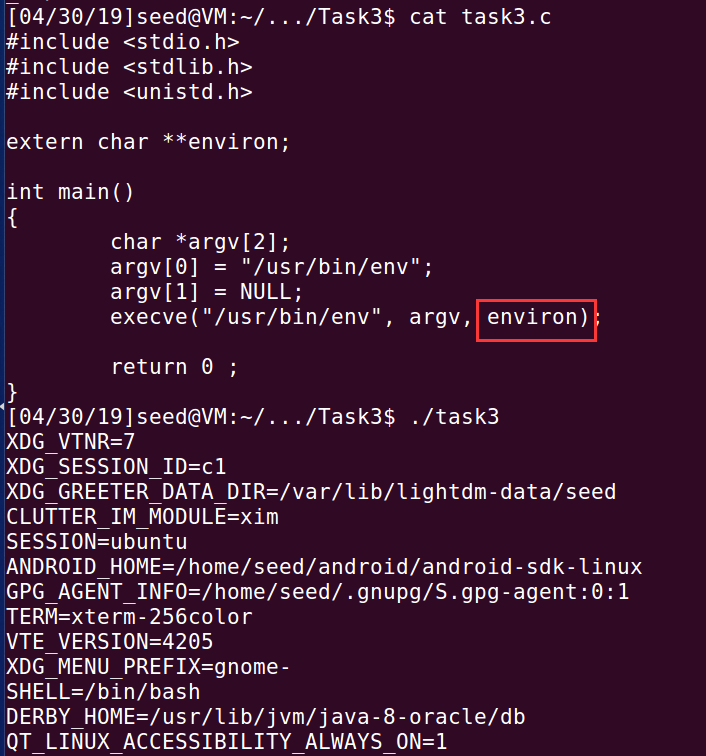 [04/30/19]seed@VM:~/.../Task3$ cat task3.c
#include <stdio.h>
#include <stdlib.h>
#include <unistd.h>
extern char **environ;
int main()
{
        char *argv[2];
        argv[0] = "/usr/bin/env";
        argv[1] = NULL;
        execve("/usr/bin/env", argv, environ);
        return 0 ;
}
[04/30/19]seed@VM:~/.../Task3$ ./task3
XDG_VTNR=7
XDG_SESSION_ID=c1
XDG_GREETER_DATA_DIR=/var/lib/lightdm-data/seed
CLUTTER_IM_MODULE=xim
SESSION=ubuntu
ANDROID_HOME=/home/seed/android/android-sdk-linux
GPG_AGENT_INFO=/home/seed/.gnupg/S.gpg-agent:0:1
TERM=xterm-256color
VTE_VERSION=4205
XDG_MENU_PREFIX=gnome-
SHELL=/bin/bash
DERBY_HOME=/usr/lib/jvm/java-8-oracle/db
QT_LINUX_ACCESSIBILITY_ALWAYS_ON=1